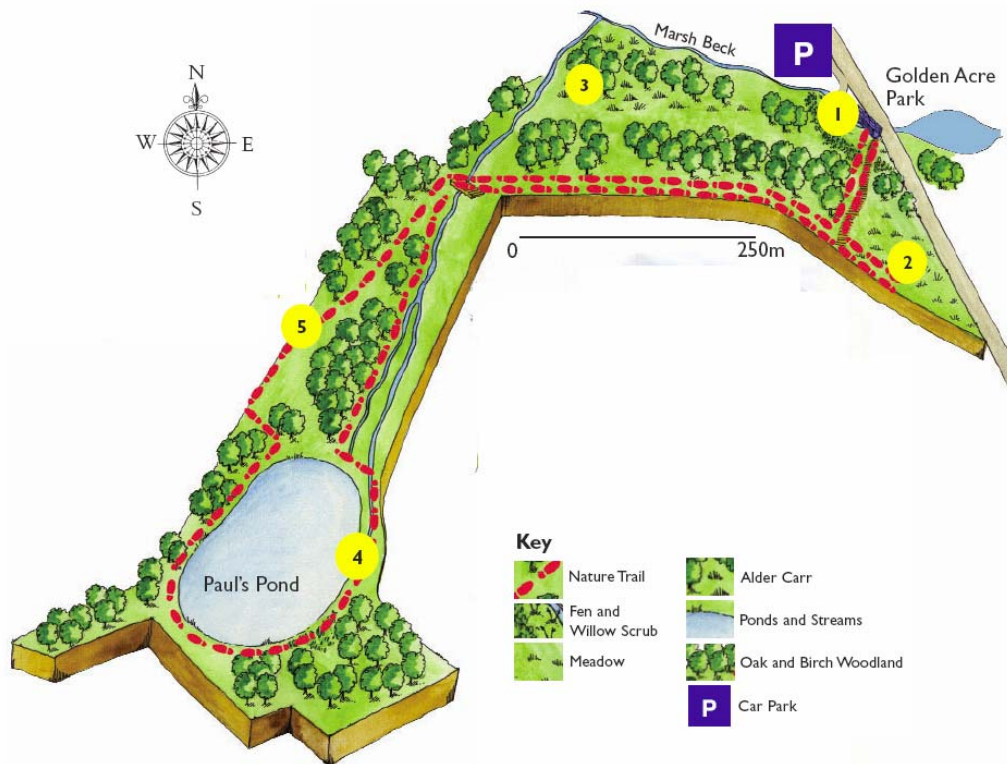 Marsh Beck
P
Golden Acre
Park
N
W E
S
1
3
2
0 250m
5
4
Paul's Pond
Key
Nature Trail
Fen and
Willow Scrub
Meadow
Alder Carr
Ponds and Streams
Oak and Birch Woodland
P Car Park